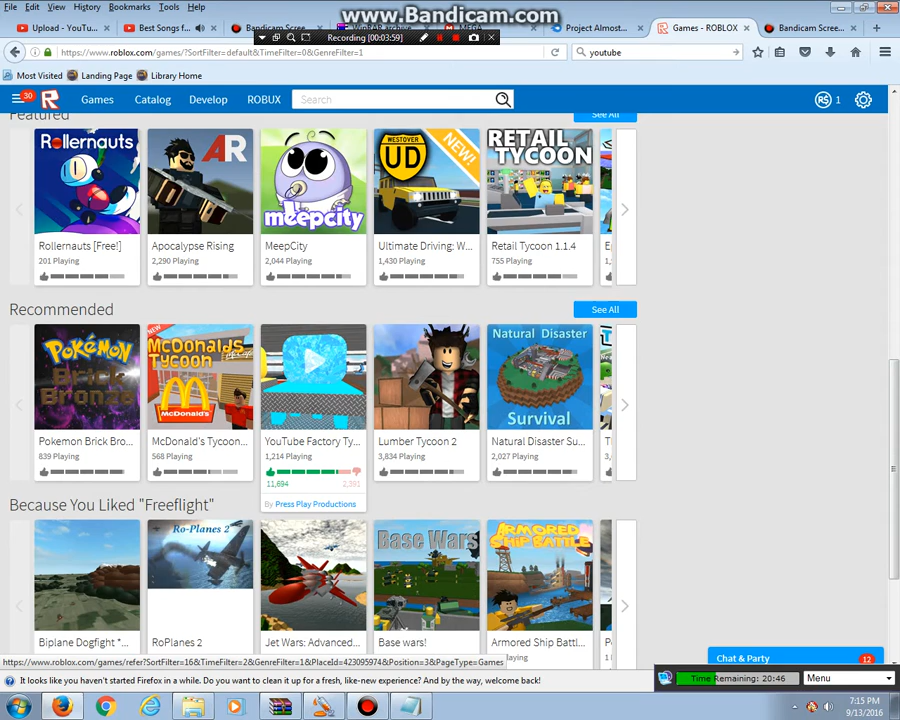 www.Bandicam.com
File Edit View History Bookmarks Tools Help
Upload - YouTu... Best Songs f... Bandicam Scree... WinRAR archive MEGA Project Almost... Games - ROBLOX Bandicam Scree...
Recording [00:03:59]
https://www.roblox.com/games/?SortFilter=default&TimeFilter=0&GenreFilter=1 youtube
Most Visited Landing Page Library Home
30 R Games Catalog Develop ROBUX Search R$ 1
Featured See All
Rollernauts AR meepcity WESTOVER UD NEW! RETAIL TYCOON
Rollernauts [Free!] Apocalypse Rising MeepCity Ultimate Driving: W... Retail Tycoon 1.1.4
201 Playing 2,290 Playing 2,044 Playing 1,430 Playing 755 Playing
Recommended See All
POKéMON Brick Bronze NEW McDonald's Tycoon McDonald's Natural Disaster Survival
Pokemon Brick Bro... McDonald's Tycoon... YouTube Factory Ty... Lumber Tycoon 2 Natural Disaster Su...
839 Playing 568 Playing 1,214 Playing 3,834 Playing 2,027 Playing
11,694 2,391
By Press Play Productions
Because You Liked "Freeflight"
Ro-Planes 2 Base Wars ARMORED SHIP BATTLE
Biplane Dogfight *... RoPlanes 2 Jet Wars: Advanced... Base wars! Armored Ship Battl...
Playing
https://www.roblox.com/games/refer?SortFilter=16&TimeFilter=2&GenreFilter=1&PlaceId=423095974&Position=3&PageType=Games
Chat & Party 12
It looks like you haven't started Firefox in a while. Do you want to clean it up for a fresh, like-new experience? And by the way, welcome back!
Time Remaining: 20:46 Menu
7:15 PM
9/13/2016